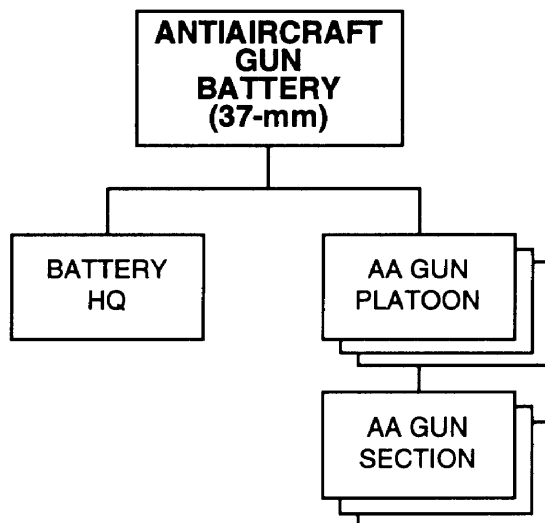 ANTIAIRCRAFT
GUN
BATTERY
(37-mm)
BATTERY
HQ
AA GUN
PLATOON
AA GUN
SECTION